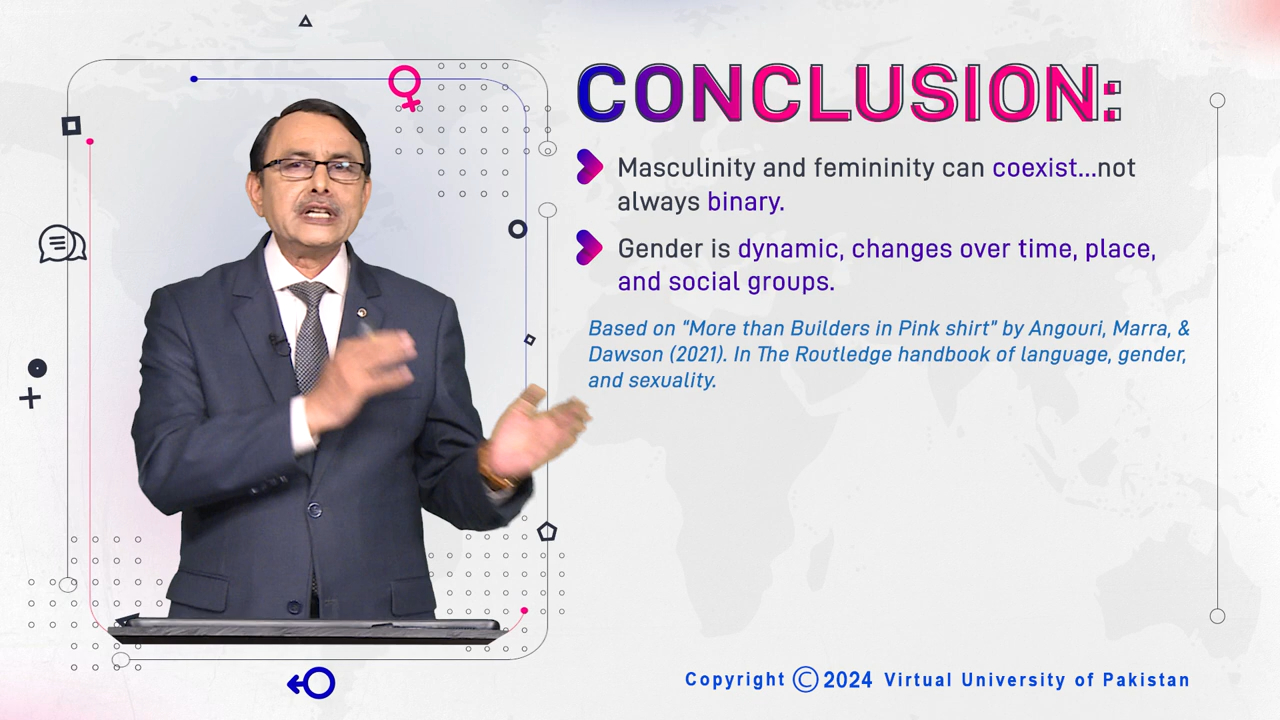 CONCLUSION:
Masculinity and femininity can coexist...not
always binary.
Gender is dynamic, changes over time, place,
and social groups.
Based on "More than Builders in Pink shirt" by Angouri, Marra, &
Dawson (2021). In The Routledge handbook of language, gender,
and sexuality.
Copyright © 2024 Virtual University of Pakistan